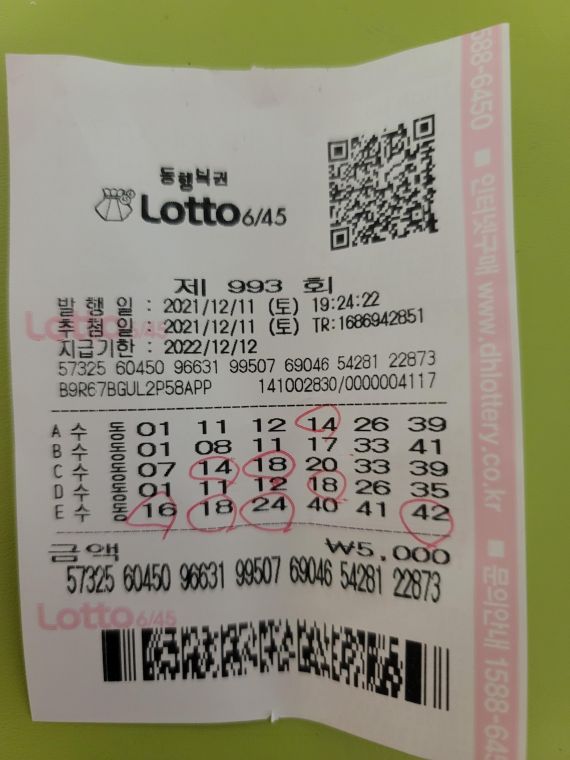 동행복권
Lotto 6/45
제 993 회
발 행 일 : 2021/12/11 (토) 19:24:22
추 첨 일 : 2021/12/11 (토) TR:1686942851
지급기한 : 2022/12/12
57325 60450 96631 99507 69046 54281 22873
B9R67BGUL2P58APP 141002830/0000004117
A 수 동 01 11 12 14 26 39
B 수 동 01 08 11 17 33 41
C 수 동 07 14 18 20 33 39
D 수 동 01 11 12 18 26 35
E 수 동 16 18 24 40 41 42
금액 ₩5,000
57325 60450 96631 99507 69046 54281 22873
Lotto 6/45
588-6450 ■ 인터넷구매 www.dhlottery.co.kr ■ 문의안내 1588-645